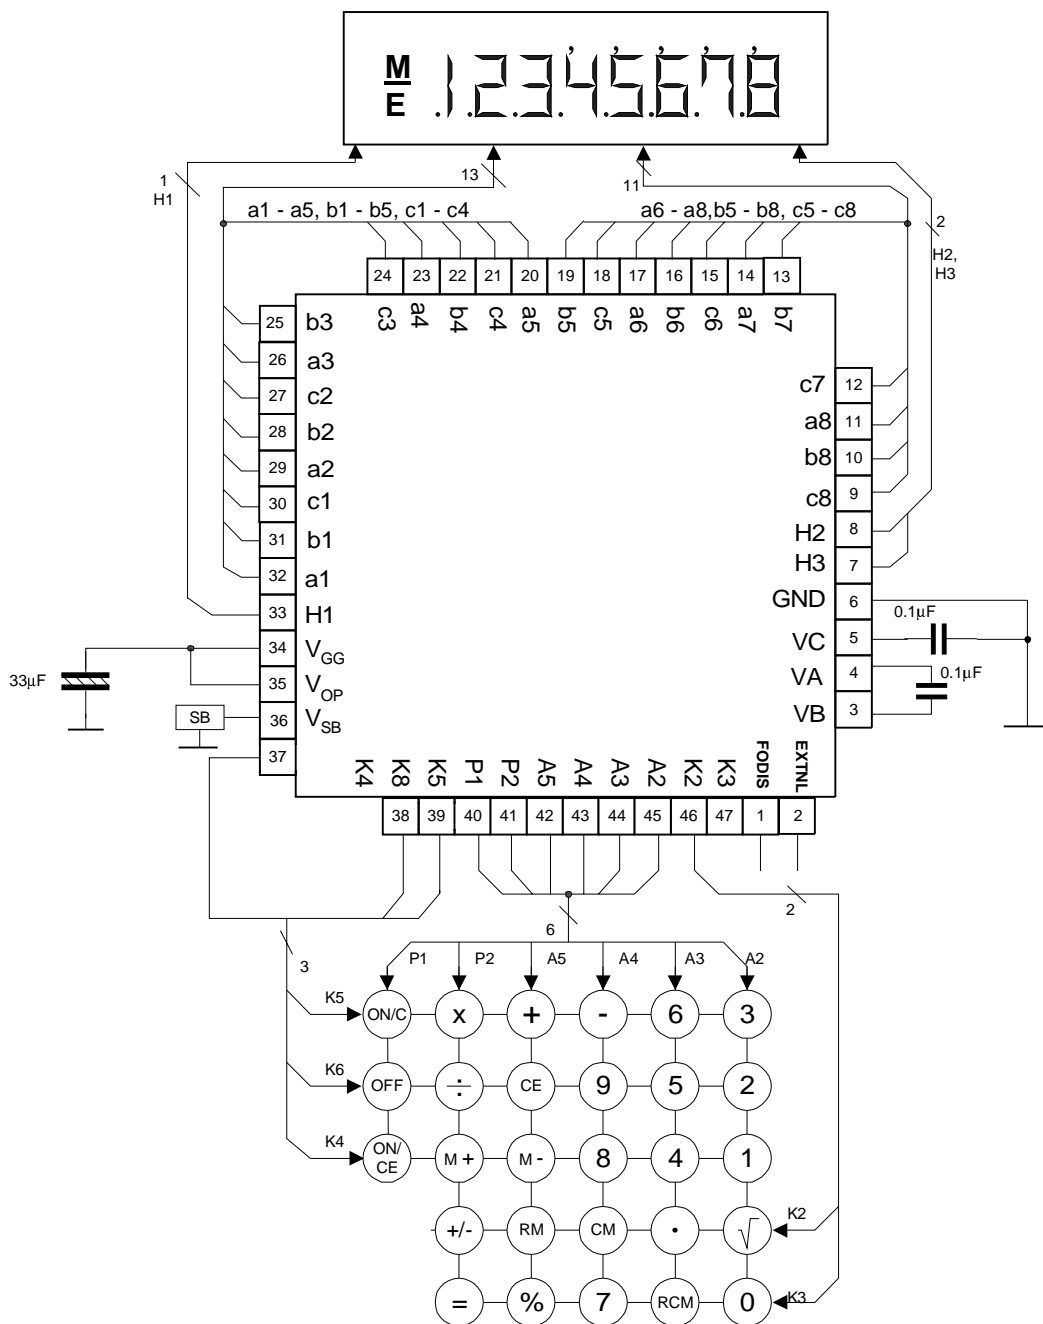 M
E
.1.2.3.'4.'5.'6.'7.'8
1
H1
13
11
2
H2,
H3
a1 - a5, b1 - b5, c1 - c4
a6 - a8,b5 - b8, c5 - c8
24 23 22 21 20 19 18 17 16 15 14 13
c3 a4 b4 c4 a5 b5 c5 a6 b6 c6 a7 b7
25 b3
26 a3
27 c2
28 b2
29 a2
30 c1
31 b1
32 a1
33 H1
34 VGG
35 VOP
36 VSB
37
c7 12
a8 11
b8 10
c8 9
H2 8
H3 7
GND 6
VC 5
VA 4
VB 3
0.1µF
0.1µF
33µF
SB
K4 K8 K5 P1 P2 A5 A4 A3 A2 K2 K3 FODIS EXTNL
38 39 40 41 42 43 44 45 46 47 1 2
3
6
2
P1 P2 A5 A4 A3 A2
K5 ON/C x + - 6 3
K6 OFF ÷ CE 9 5 2
K4 ON/
CE M + M - 8 4 1
+/- RM CM · √ K2
= % 7 RCM 0 K3